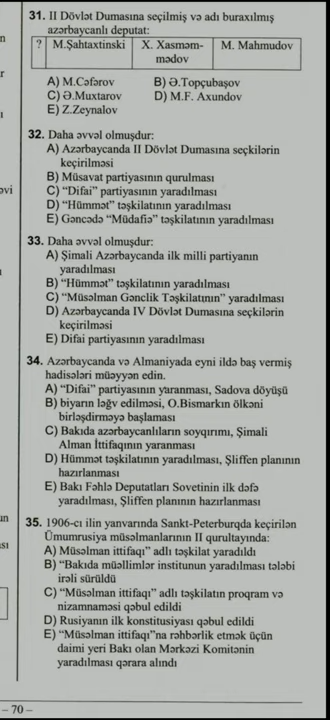 31. II Dövlət Dumasına seçilmiş və adı buraxılmış
azərbaycanlı deputat:
? M.Şahtaxtinski X. Xasməm- M. Mahmudov
mədov
A) M.Cəfərov B) Ə.Topçubaşov
C) Ə.Muxtarov D) M.F. Axundov
E) Z.Zeynalov
32. Daha əvvəl olmuşdur:
A) Azərbaycanda II Dövlət Dumasına seçkilərin
keçirilməsi
B) Müsavat partiyasının qurulması
C) "Difai" partiyasının yaradılması
D) "Hümmət" təşkilatının yaradılması
E) Gəncədə "Müdafiə" təşkilatının yaradılması
33. Daha əvvəl olmuşdur:
A) Şimali Azərbaycanda ilk milli partiyanın
yaradılması
B) "Hümmət" təşkilatının yaradılması
C) "Müsəlman Gənclik Təşkilatının" yaradılması
D) Azərbaycanda IV Dövlət Dumasına seçkilərin
keçirilməsi
E) Difai partiyasının yaradılması
34. Azərbaycanda və Almaniyada eyni ildə baş vermiş
hadisələri müəyyən edin.
A) "Difai" partiyasının yaranması, Sadova döyüşü
B) biyarın ləğv edilməsi, O.Bismarkın ölkəni
birləşdirməyə başlaması
C) Bakıda azərbaycanlıların soyqırımı, Şimali
Alman İttifaqının yaranması
D) Hümmət təşkilatının yaradılması, Şliffen planının
hazırlanması
E) Bakı Fəhlə Deputatları Sovetinin ilk dəfə
yaradılması, Şliffen planının hazırlanması
35. 1906-cı ilin yanvarında Sankt-Peterburqda keçirilən
Ümumrusiya müsəlmanlarının II qurultayında:
A) Müsəlman ittifaqı" adlı təşkilat yaradıldı
B) "Bakıda müəllimlər institunun yaradılması tələbi
irəli sürüldü
C) "Müsəlman ittifaqı" adlı təşkilatın proqram və
nizamnaməsi qəbul edildi
D) Rusiyanın ilk konstitusiyası qəbul edildi
E) "Müsəlman ittifaqı"na rəhbərlik etmək üçün
daimi yeri Bakı olan Mərkəzi Komitənin
yaradılması qərara alındı
– 70 –